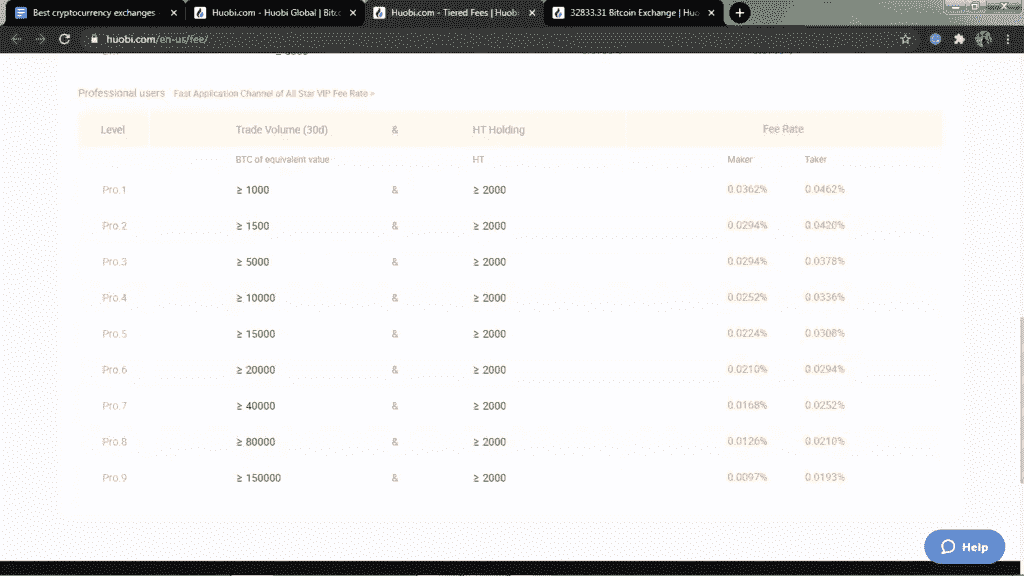 Best cryptocurrency exchanges
Huobi.com - Huobi Global | Bitc
Huobi.com - Tiered Fees | Huob
32833.31 Bitcoin Exchange | Huo
huobi.com/en-us/fee/
Professional users Fast Application Channel of All Star VIP Fee Rate >
Level Trade Volume (30d) & HT Holding Fee Rate
BTC of equivalent value HT Maker Taker
Pro.1 ≥ 1000 & ≥ 2000 0.0362% 0.0462%
Pro.2 ≥ 1500 & ≥ 2000 0.0294% 0.0420%
Pro.3 ≥ 5000 & ≥ 2000 0.0294% 0.0378%
Pro.4 ≥ 10000 & ≥ 2000 0.0252% 0.0336%
Pro.5 ≥ 15000 & ≥ 2000 0.0224% 0.0308%
Pro.6 ≥ 20000 & ≥ 2000 0.0210% 0.0294%
Pro.7 ≥ 40000 & ≥ 2000 0.0168% 0.0252%
Pro.8 ≥ 80000 & ≥ 2000 0.0126% 0.0210%
Pro.9 ≥ 150000 & ≥ 2000 0.0097% 0.0193%
Help